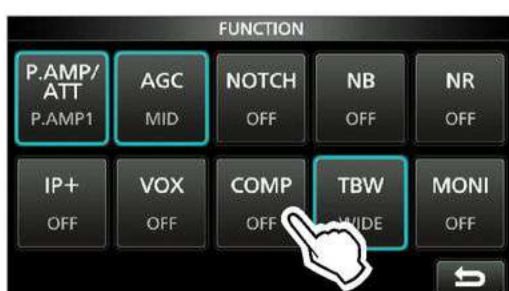 FUNCTION
P.AMP/ AGC NOTCH NB NR
ATT
P.AMP1 MID OFF OFF OFF
IP+ VOX COMP TBW MONI
OFF OFF OFF WIDE OFF